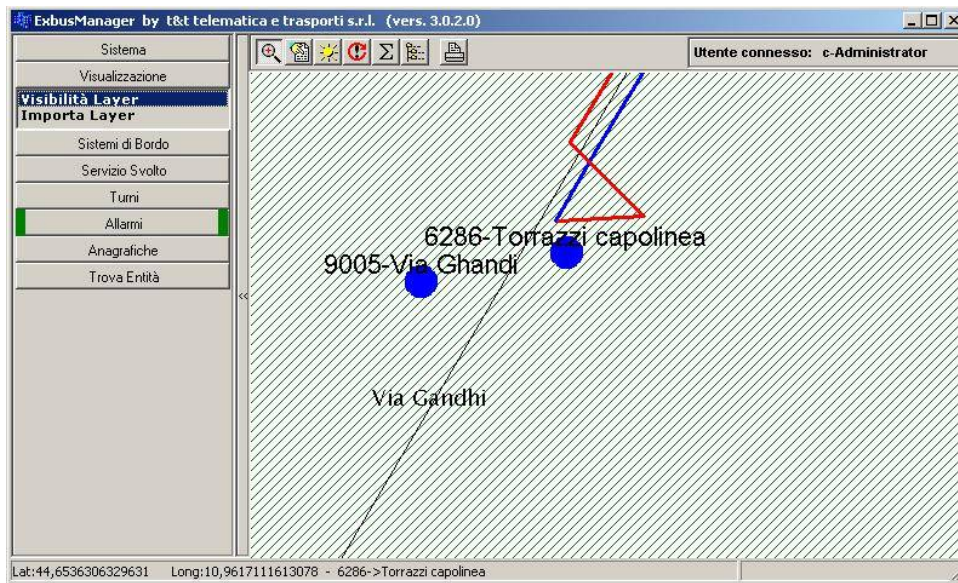 ExbusManager by t&t telematica e trasporti s.r.l. (vers. 3.0.2.0)
Sistema
Visualizzazione
Visibilità Layer
Importa Layer
Sistemi di Bordo
Servizio Svolto
Turni
Allarmi
Anagrafiche
Trova Entità
Utente connesso: c-Administrator
<<
6286-Torrazzi capolinea
9005-Via Ghandi
Via Gandhi
Lat:44,6536306329631 Long:10,9617111613078 - 6286->Torrazzi capolinea